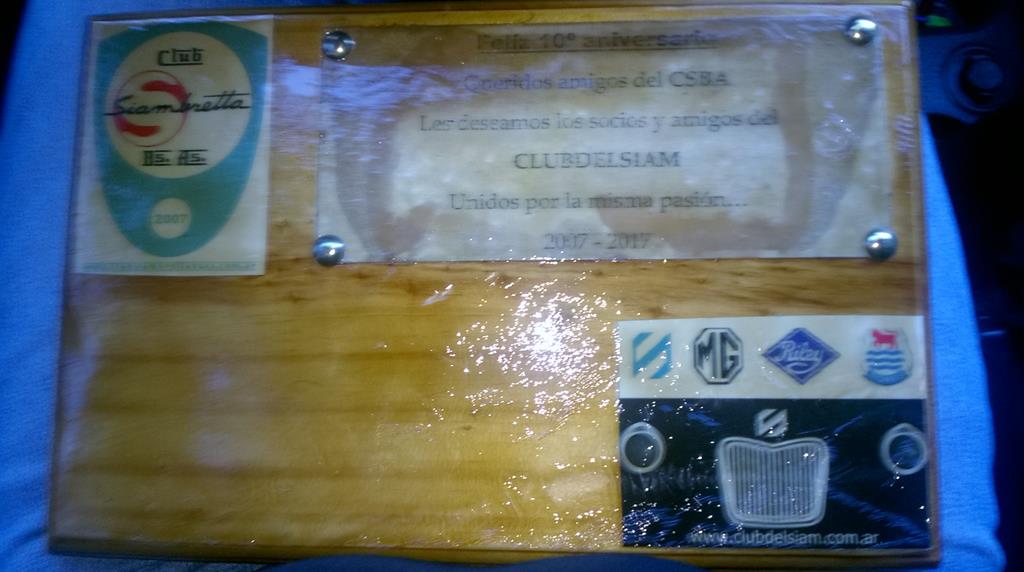 Club
Siambretta
Bs. As.
2007
Feliz 10º aniversario
Queridos amigos del CSBA
Les deseamos los socios y amigos del
CLUBDELSIAM
Unidos por la misma pasión...
2007 - 2017
MG
Riley
www.clubdelsiam.com.ar